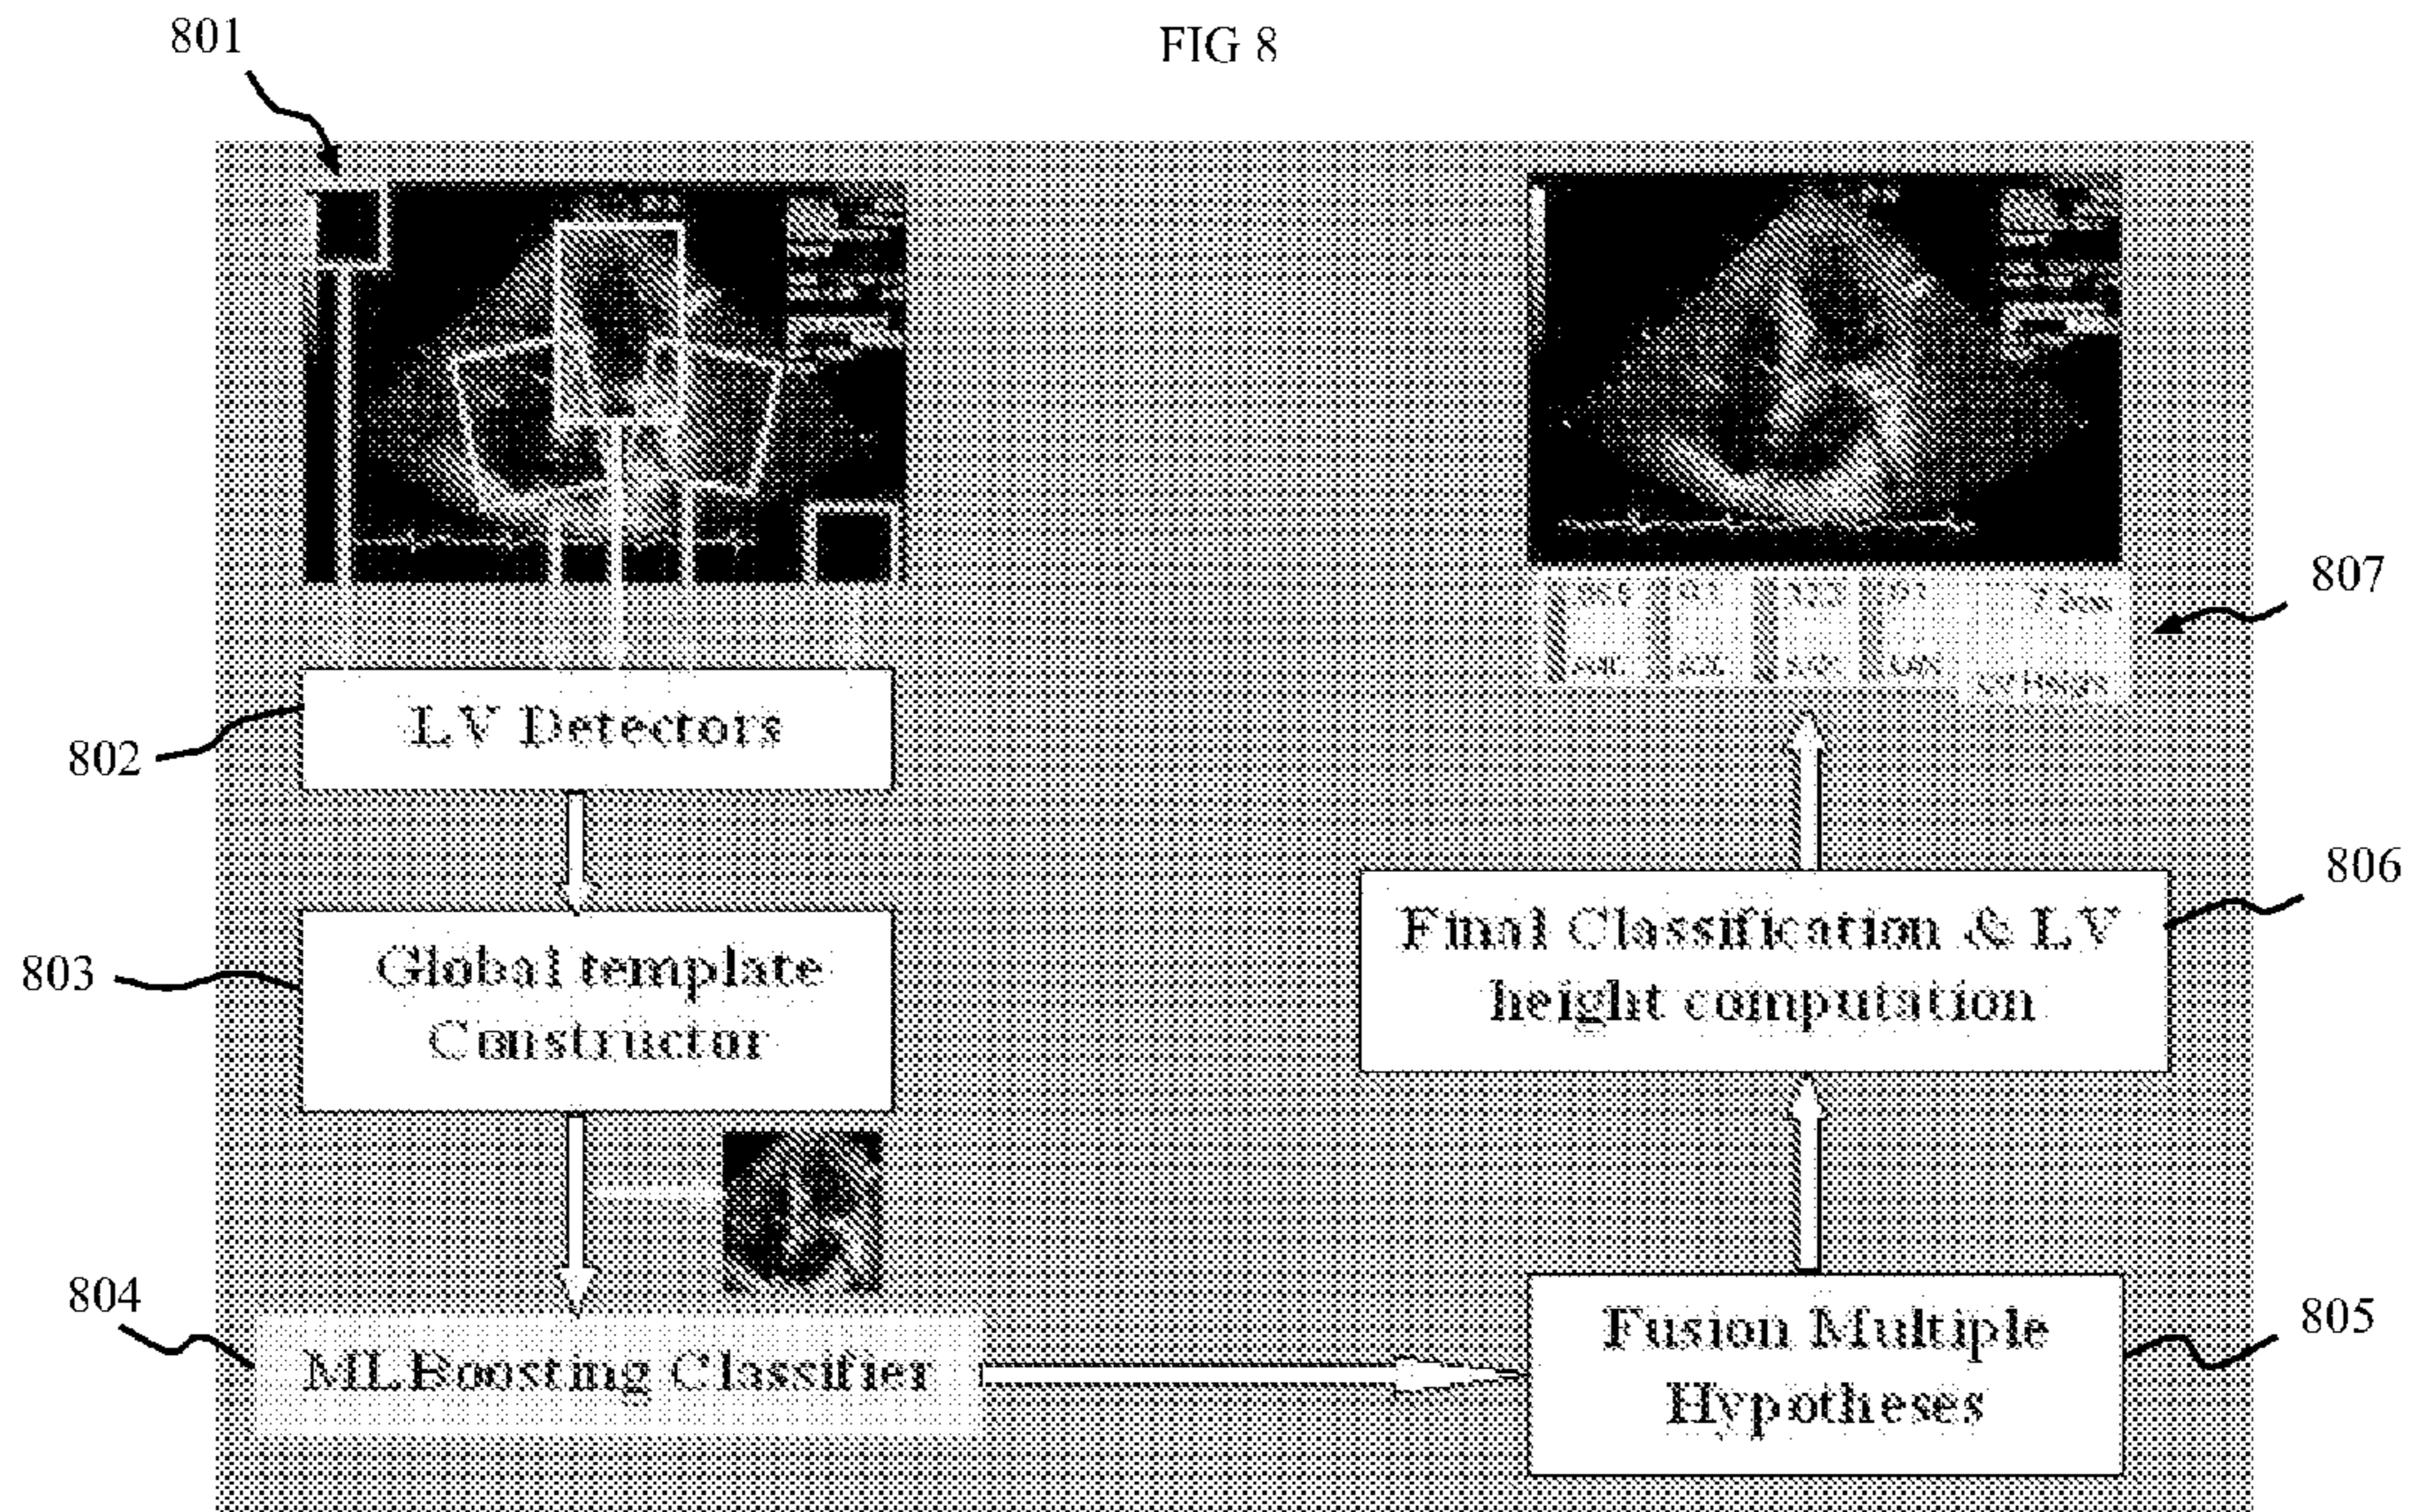 FIG 8
801
802
LV Detectors
803
Global template
Constructor
804
MLBoosting Classifier
805
Fusion Multiple
Hypotheses
806
Final Classification & LV
height computation
807